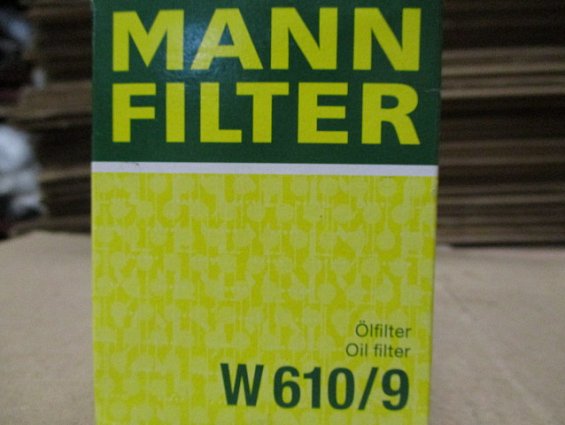 MANN
FILTER
Ölfilter
Oil filter
W 610/9